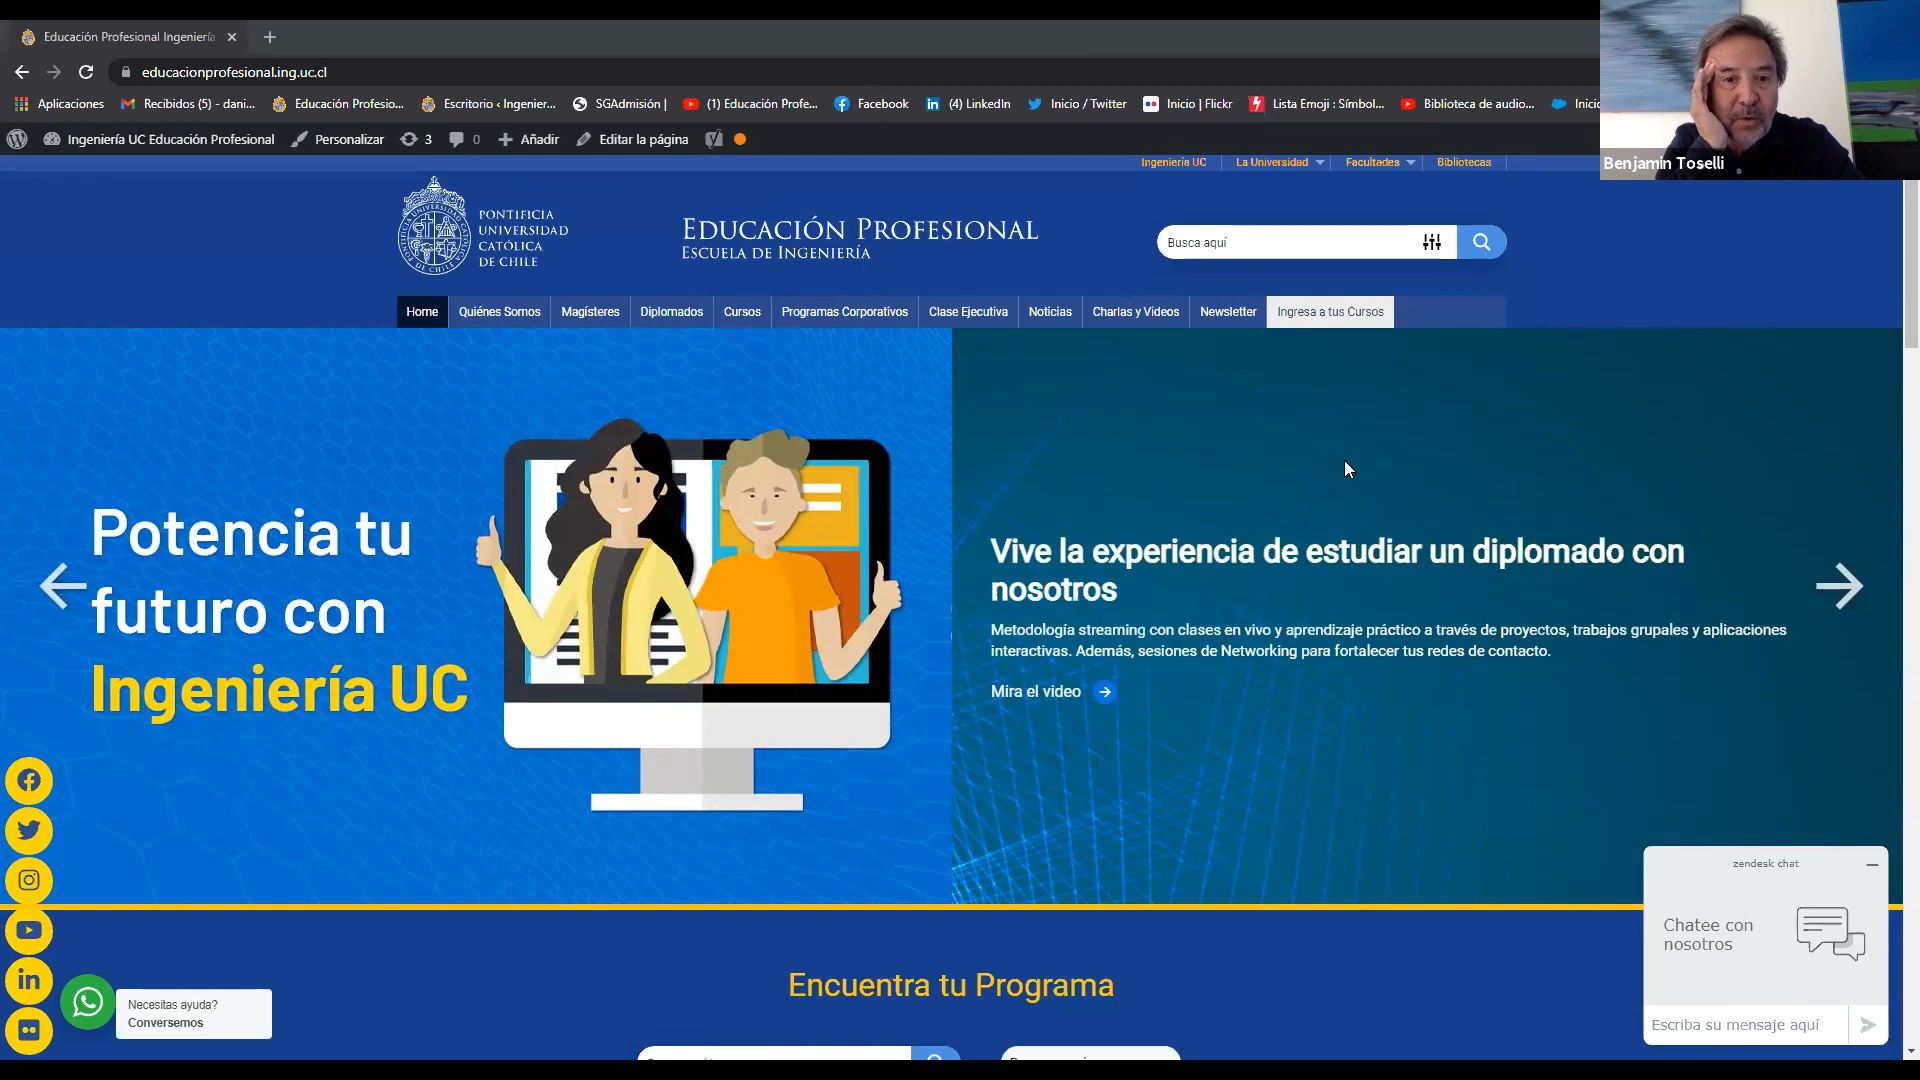 Educación Profesional Ingeniería
educacionprofesional.ing.uc.cl
Aplicaciones
Recibidos (5) - dani...
Educación Profesio...
Escritorio ‹ Ingenier...
SGAdmisión |
(1) Educación Profe...
Facebook
(4) LinkedIn
Inicio / Twitter
Inicio | Flickr
Lista Emoji : Símbol...
Biblioteca de audio...
Inicio
Ingeniería UC Educación Profesional
Personalizar
3
0
Añadir
Editar la página
Benjamin Toselli
Ingeniería UC
La Universidad
Facultades
Bibliotecas
PONTIFICIA
UNIVERSIDAD
CATÓLICA
DE CHILE
EDUCACIÓN PROFESIONAL
ESCUELA DE INGENIERÍA
Busca aquí
Home
Quiénes Somos
Magísteres
Diplomados
Cursos
Programas Corporativos
Clase Ejecutiva
Noticias
Charlas y Videos
Newsletter
Ingresa a tus Cursos
Potencia tu
futuro con
Ingeniería UC
Vive la experiencia de estudiar un diplomado con
nosotros
Metodología streaming con clases en vivo y aprendizaje práctico a través de proyectos, trabajos grupales y aplicaciones
interactivas. Además, sesiones de Networking para fortalecer tus redes de contacto.
Mira el video
zendesk chat
Chatee con
nosotros
Escriba su mensaje aquí
Encuentra tu Programa
Necesitas ayuda?
Conversemos